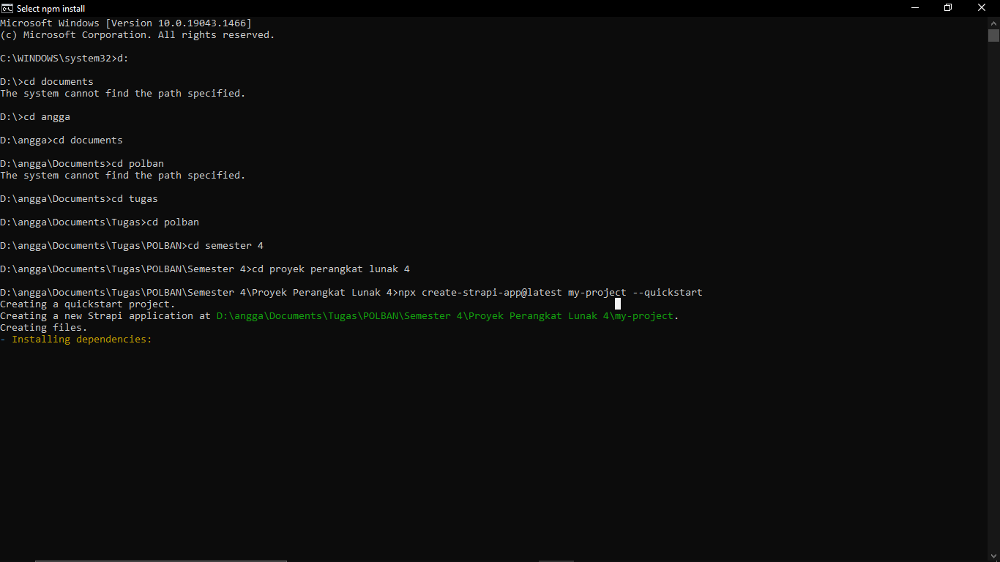 Select npm install
Microsoft Windows [Version 10.0.19043.1466]
(c) Microsoft Corporation. All rights reserved.
C:\WINDOWS\system32>d:
D:\>cd documents
The system cannot find the path specified.
D:\>cd angga
D:\angga>cd documents
D:\angga\Documents>cd polban
The system cannot find the path specified.
D:\angga\Documents>cd tugas
D:\angga\Documents\Tugas>cd polban
D:\angga\Documents\Tugas\POLBAN>cd semester 4
D:\angga\Documents\Tugas\POLBAN\Semester 4>cd proyek perangkat lunak 4
D:\angga\Documents\Tugas\POLBAN\Semester 4\Proyek Perangkat Lunak 4>npx create-strapi-app@latest my-project --quickstart
Creating a quickstart project.
Creating a new Strapi application at D:\angga\Documents\Tugas\POLBAN\Semester 4\Proyek Perangkat Lunak 4\my-project.
Creating files.
- Installing dependencies: